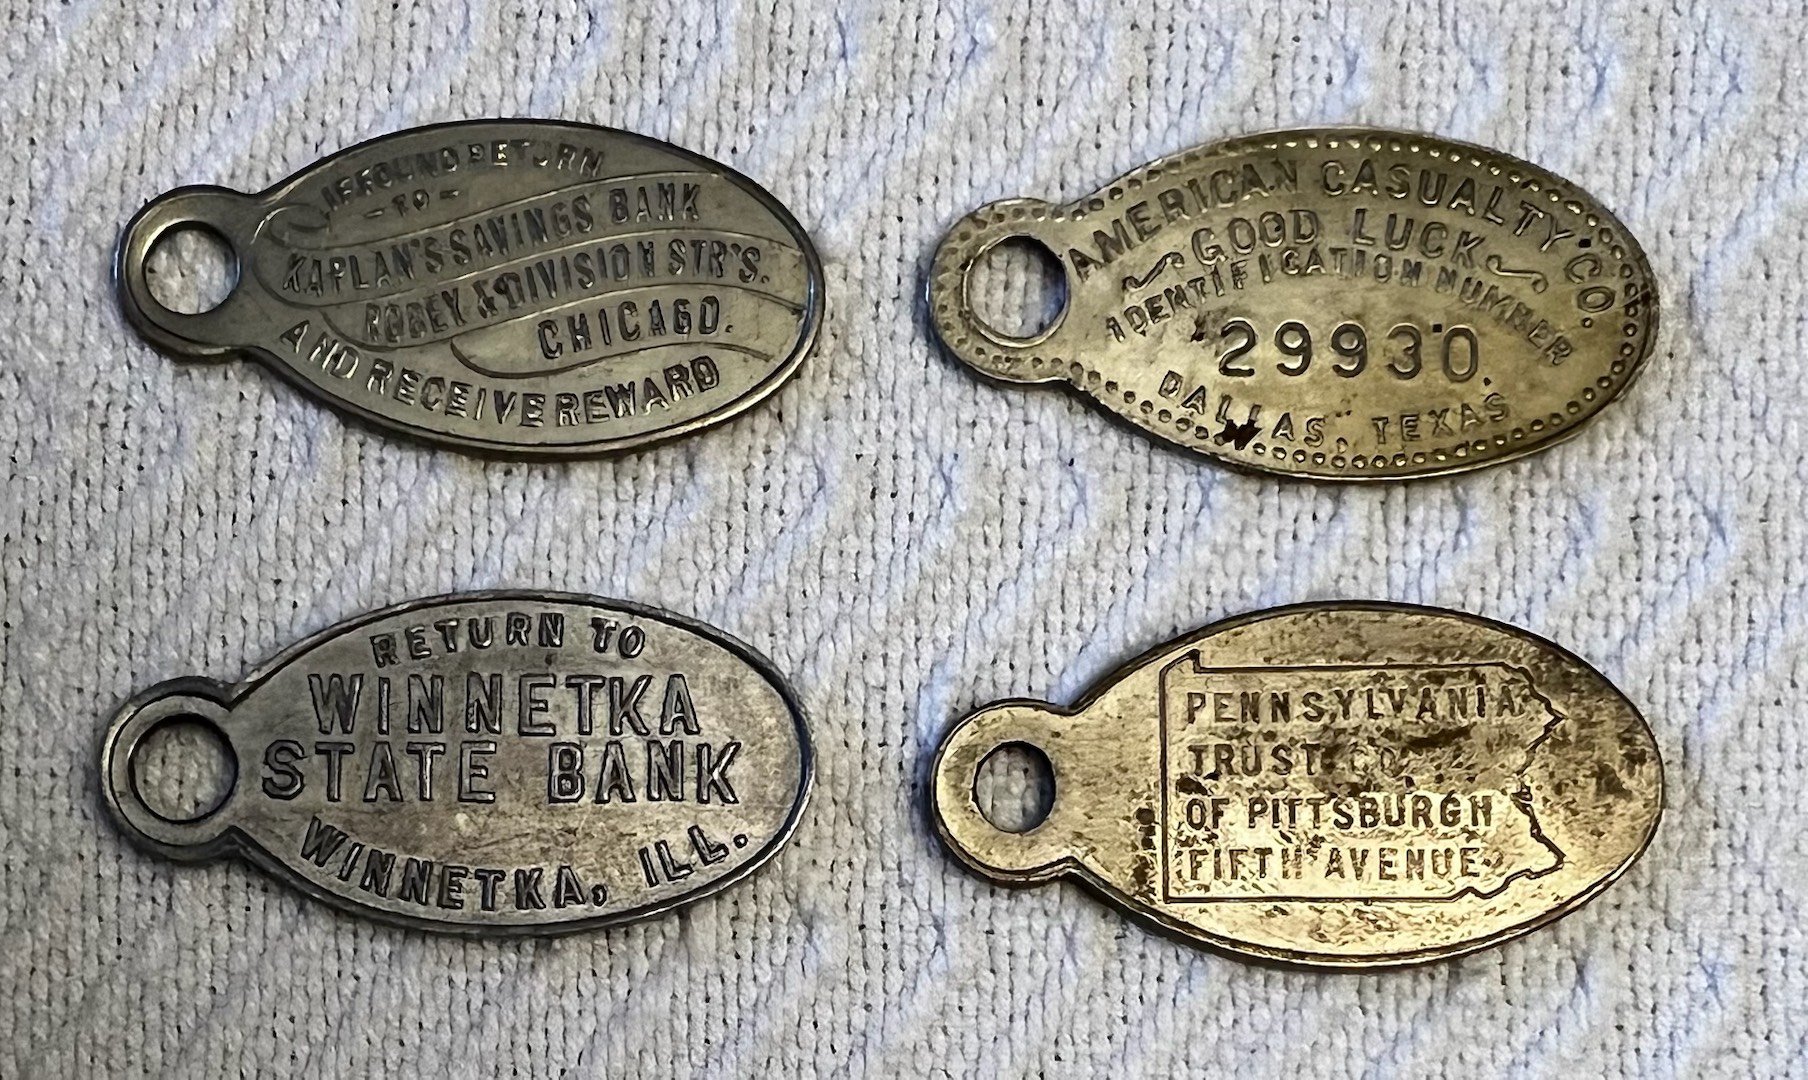 IF FOUND RETURN
- TO -
KAPLAN'S SAVINGS BANK
ROBEY & DIVISION STR'S.
CHICAGO.
AND RECEIVE REWARD
AMERICAN CASUALTY CO.
GOOD LUCK
IDENTIFICATION NUMBER
29930
DALLAS, TEXAS
RETURN TO
WINNETKA
STATE BANK
WINNETKA, ILL.
PENNSYLVANIA
TRUST CO.
OF PITTSBURGH
FIFTH AVENUE